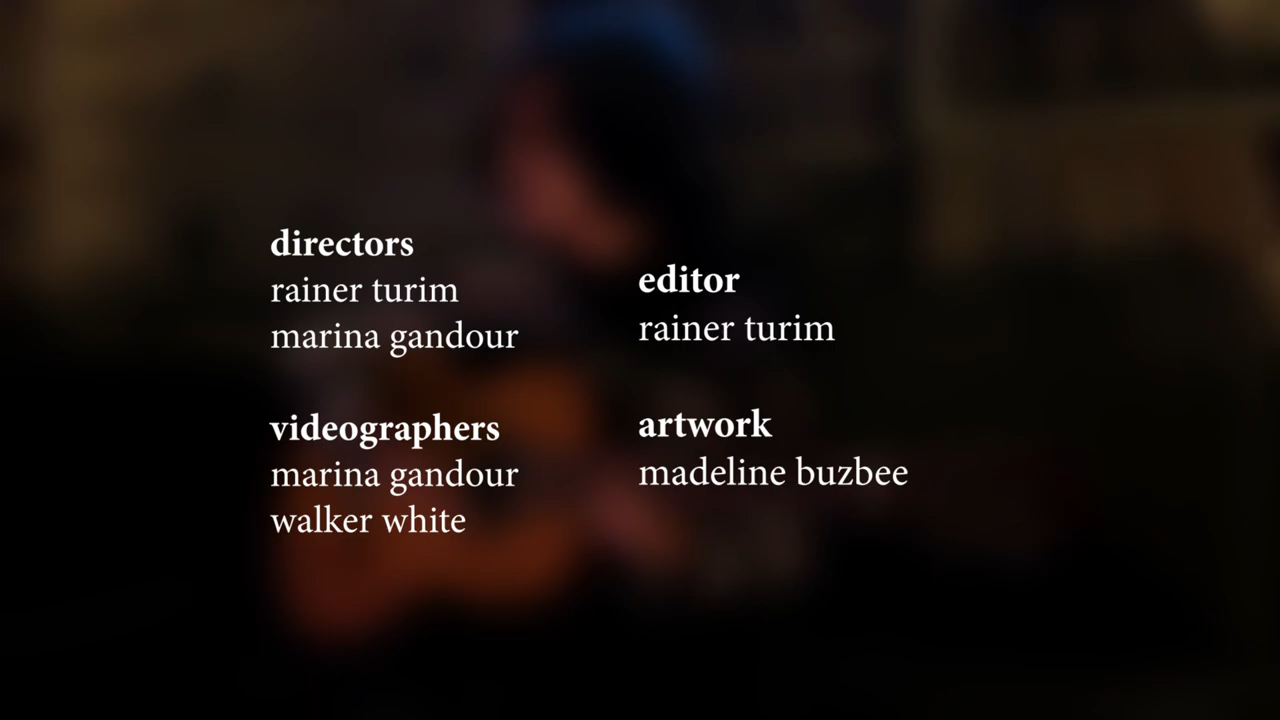 directors
rainer turim
marina gandour
videographers
marina gandour
walker white
editor
rainer turim
artwork
madeline buzbee